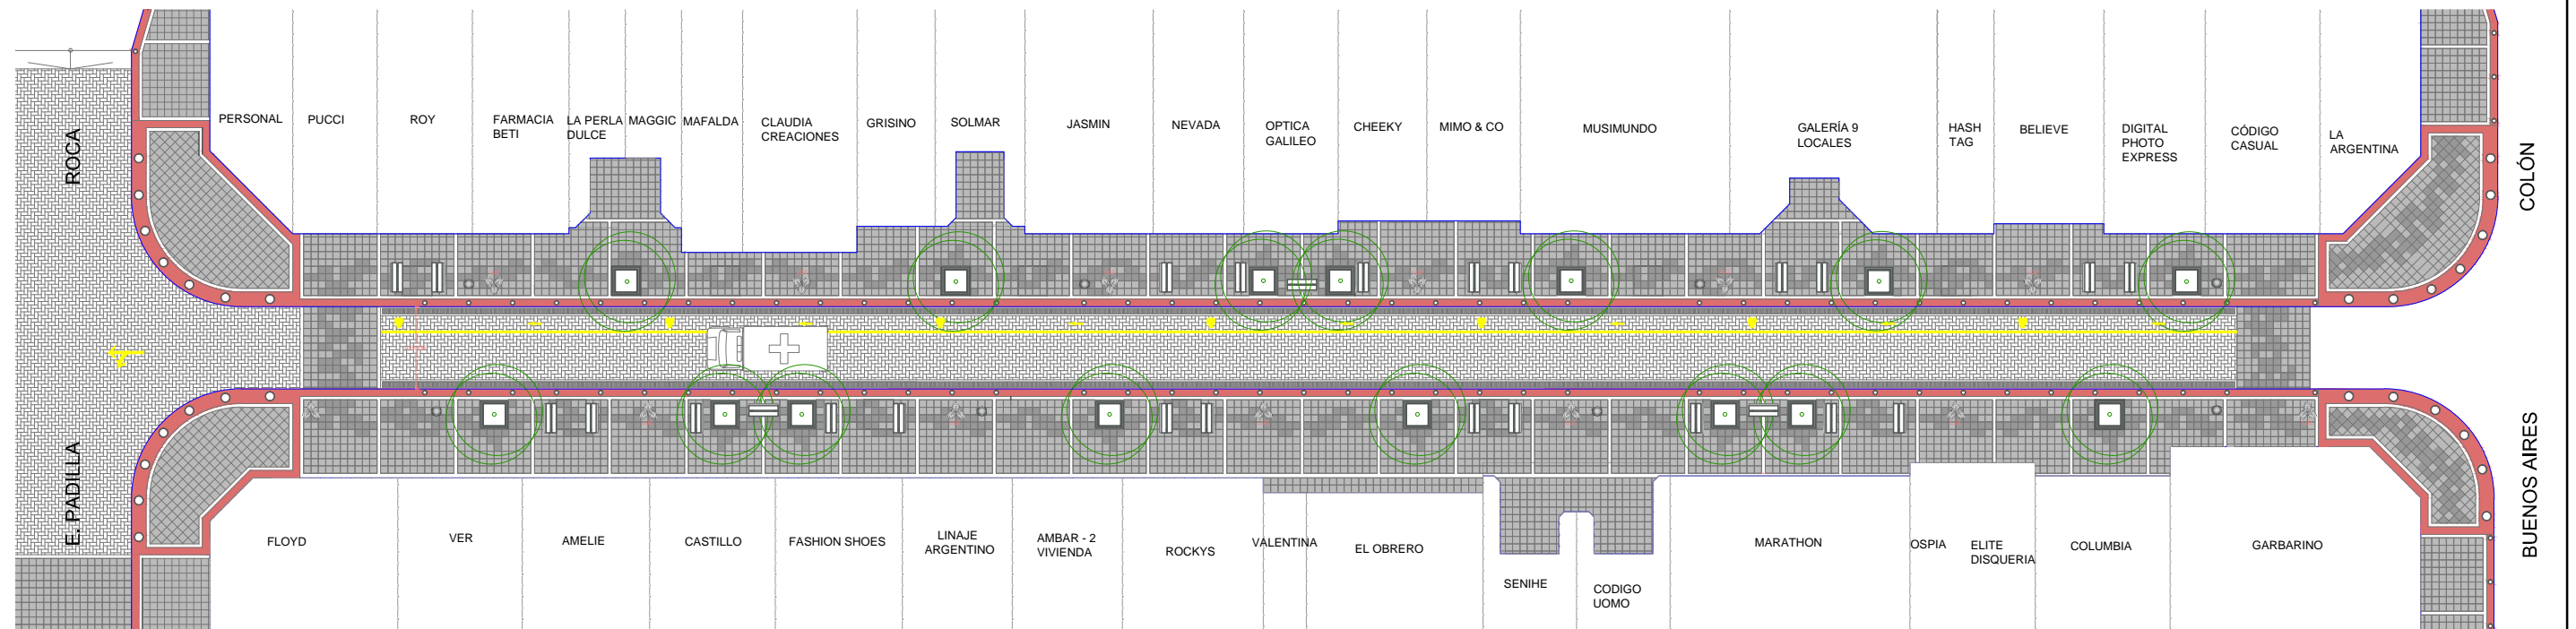 ROCA
PERSONAL
PUCCI
ROY
FARMACIA
BETI
LA PERLA
DULCE
MAGGIC
MAFALDA
CLAUDIA
CREACIONES
GRISINO
SOLMAR
JASMIN
NEVADA
OPTICA
GALILEO
CHEEKY
MIMO & CO
MUSIMUNDO
GALERÍA 9
LOCALES
HASH
TAG
BELIEVE
DIGITAL
PHOTO
EXPRESS
CÓDIGO
CASUAL
LA
ARGENTINA
COLÓN
E. PADILLA
FLOYD
VER
AMELIE
CASTILLO
FASHION SHOES
LINAJE
ARGENTINO
AMBAR - 2
VIVIENDA
ROCKYS
VALENTINA
EL OBRERO
SENIHE
CODIGO
UOMO
MARATHON
OSPIA
ELITE
DISQUERIA
COLUMBIA
GARBARINO
BUENOS AIRES